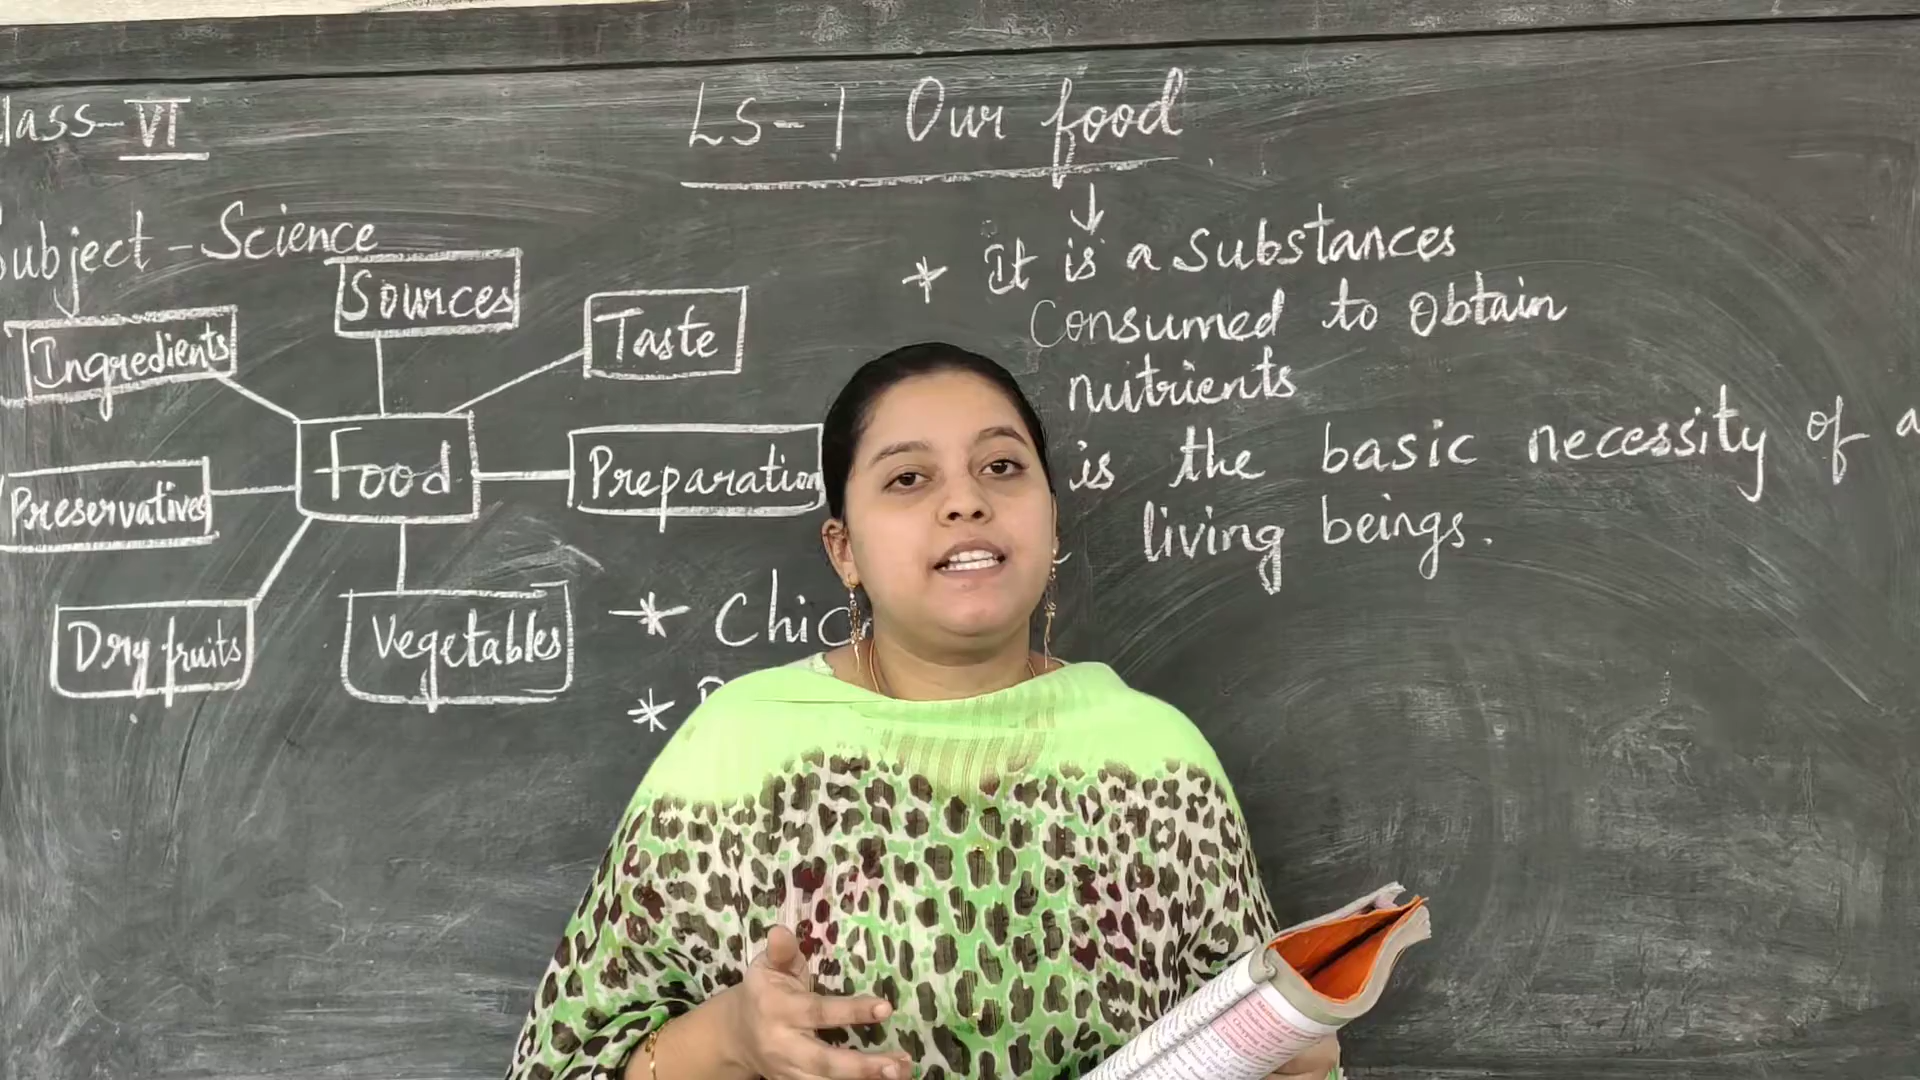 lass-VI
LS-1 Our food
ubject-Science
Sources
Ingredients
Taste
Food
Preparation
Preservatives
Dry fruits
Vegetables
* It is a Substances
Consumed to Obtain
nutrients
is the basic necessity of a
living beings.
* Chic
*